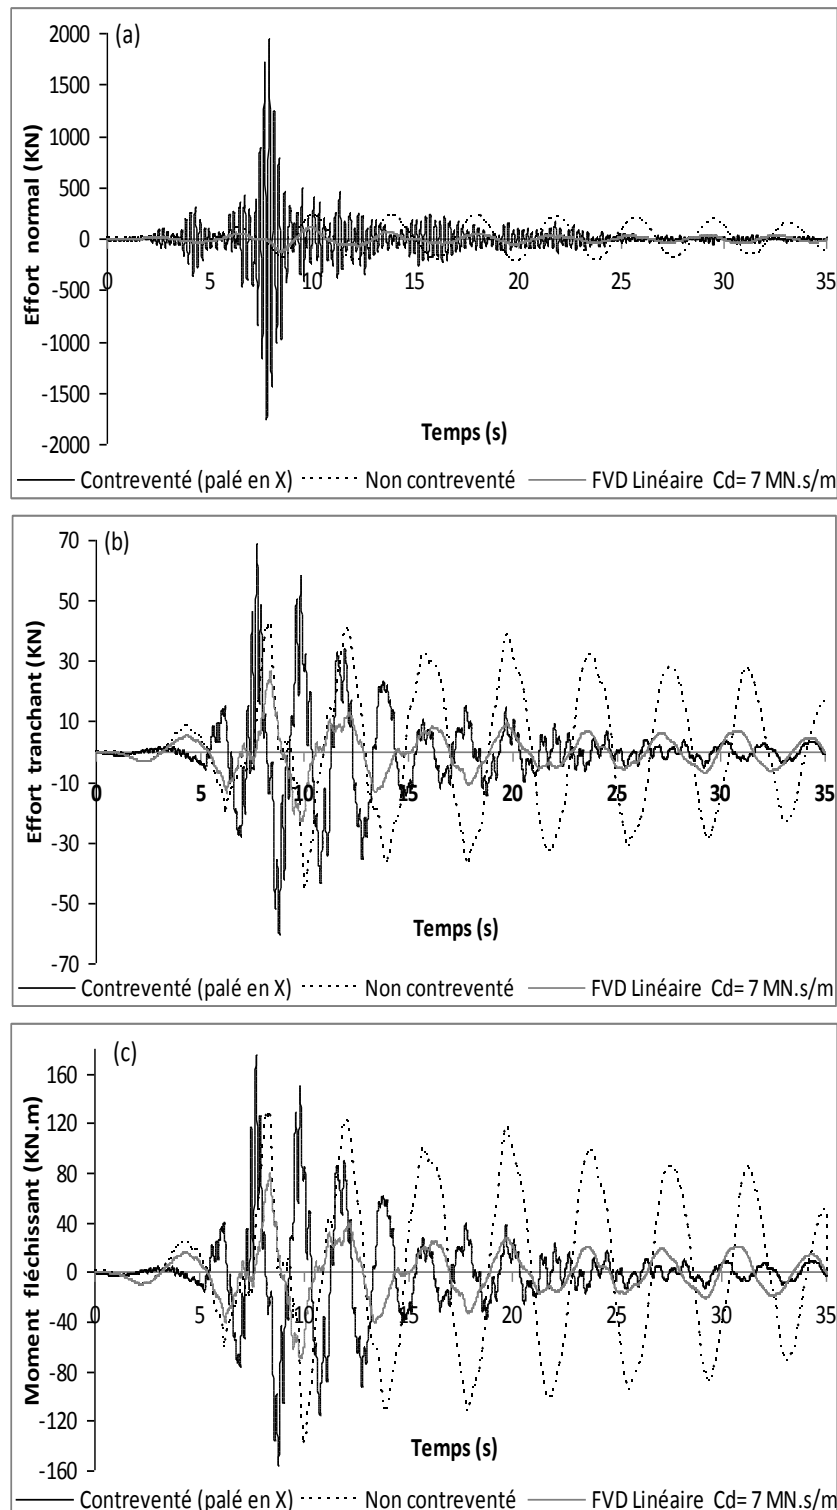 (a)
Effort normal (KN)
2000
1500
1000
500
0
-500
-1000
-1500
-2000
0 5 10 15 20 25 30 35
Temps (s)
Contreventé (palé en X) Non contreventé FVD Linéaire Cd= 7 MN.s/m
(b)
Effort tranchant (KN)
70
50
30
10
-10
-30
-50
-70
0 5 10 15 20 25 30 35
Temps (s)
Contreventé (palé en X) Non contreventé FVD Linéaire Cd= 7 MN.s/m
(c)
Moment fléchissant (KN.m)
160
120
80
40
0
-40
-80
-120
-160
0 5 10 15 20 25 30 35
Temps (s)
Contreventé (palé en X) Non contreventé FVD Linéaire Cd= 7 MN.s/m